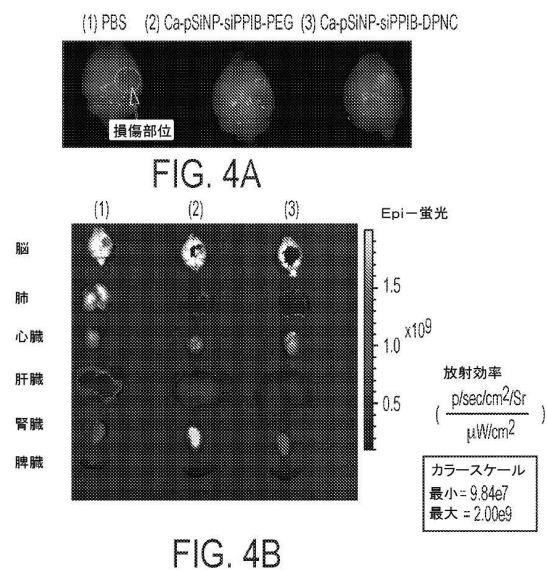 (1) PBS (2) Ca-pSiNP-siPPIB-PEG (3) Ca-pSiNP-siPPIB-DPNC
損傷部位
FIG. 4A
(1) (2) (3) Epi-蛍光
脳
肺
心臓
肝臓
腎臓
脾臓
1.5
1.0
0.5
x10⁹
放射効率
( p/sec/cm2/Sr )
μW/cm2
カラースケール
最小=9.84e7
最大=2.00e9
FIG. 4B